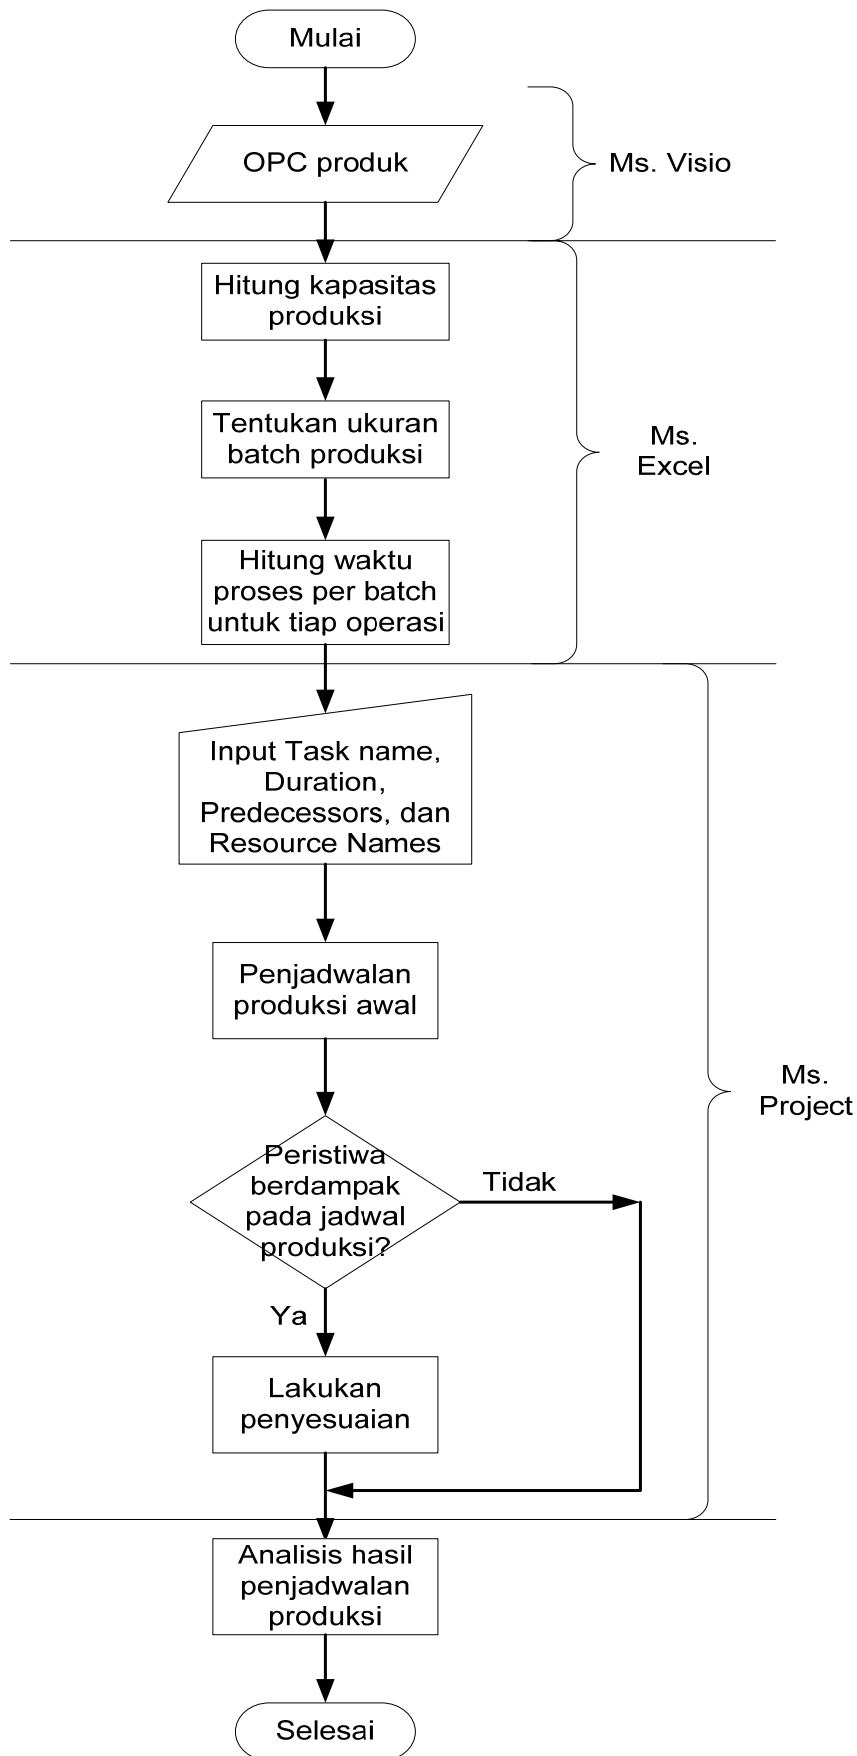 Mulai
OPC produk
Ms. Visio
Hitung kapasitas
produksi
Tentukan ukuran
batch produksi
Ms.
Excel
Hitung waktu
proses per batch
untuk tiap operasi
Input Task name,
Duration,
Predecessors, dan
Resource Names
Penjadwalan
produksi awal
Ms.
Project
Peristiwa
berdampak
pada jadwal
produksi?
Tidak
Ya
Lakukan
penyesuaian
Analisis hasil
penjadwalan
produksi
Selesai